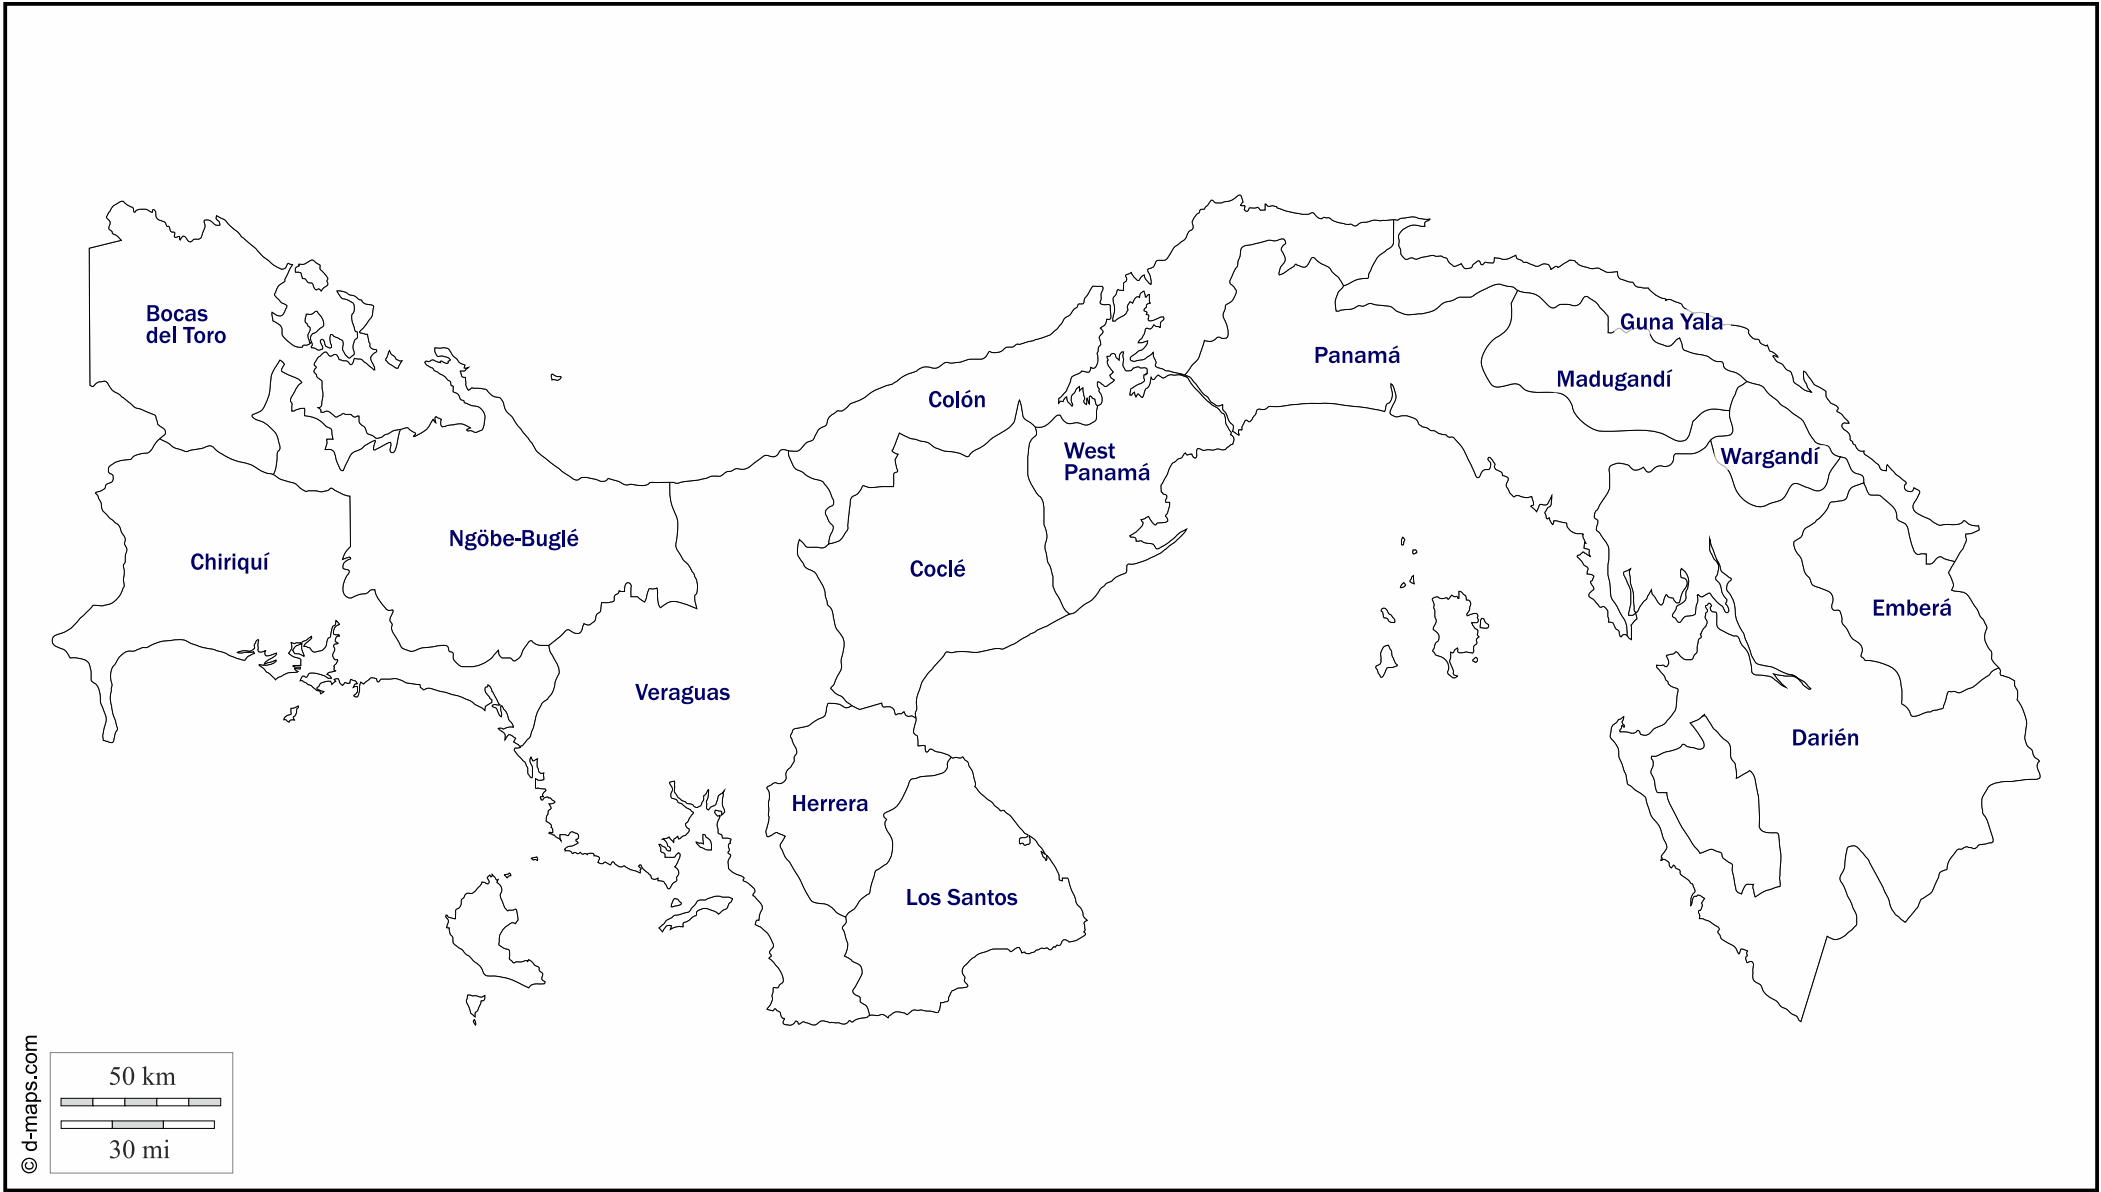 Bocas
del Toro
Guna Yala
Panamá
Madugandí
Colón
West
Panamá
Wargandí
Ngöbe-Buglé
Chiriquí
Coclé
Emberá
Veraguas
Darién
Herrera
Los Santos
50 km
30 mi
© d-maps.com